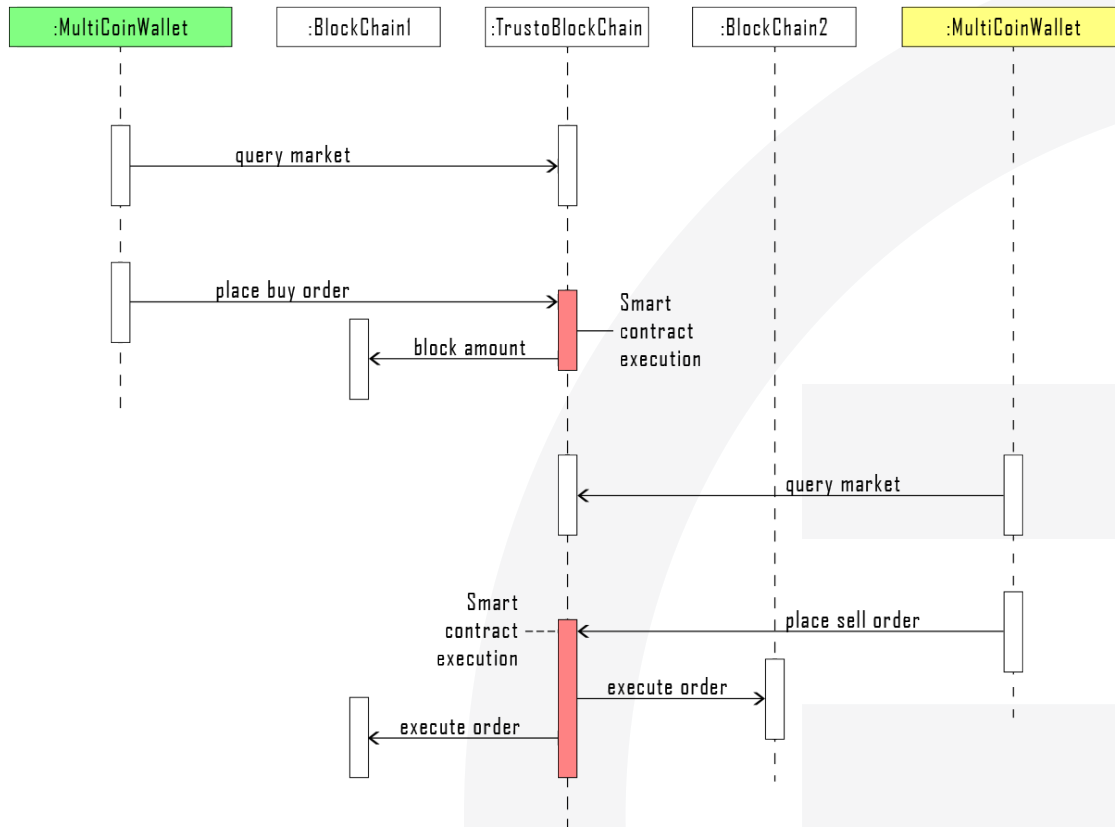 :MultiCoinWallet
:BlockChain1
:TrustoBlockChain
:BlockChain2
:MultiCoinWallet
query market
place buy order
Smart
contract
execution
block amount
query market
Smart
contract
execution
place sell order
execute order
execute order